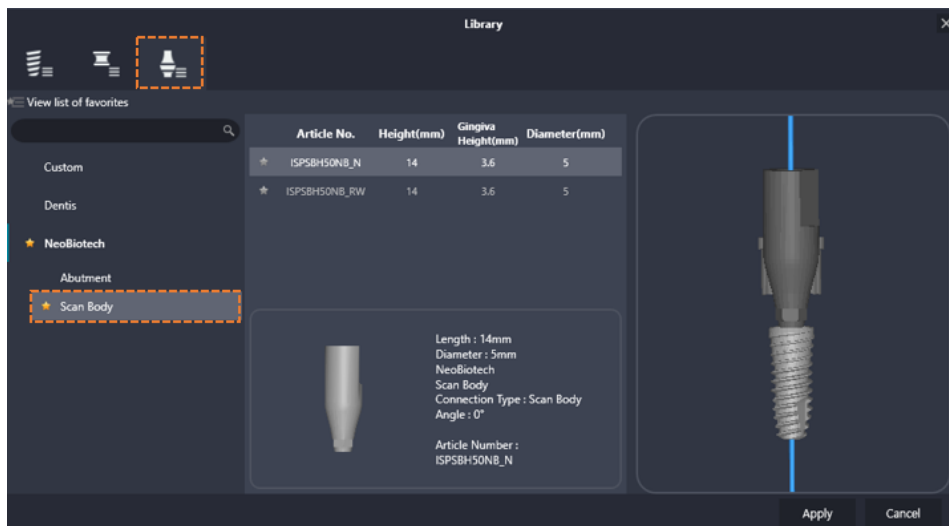 Library
View list of favorites
Custom
Dentis
NeoBiotech
Abutment
Scan Body
Article No. Height(mm) Gingiva Height(mm) Diameter(mm)
ISPSBH50NB_N 14 3.6 5
ISPSBH50NB_RW 14 3.6 5
Length : 14mm
Diameter : 5mm
NeoBiotech
Scan Body
Connection Type : Scan Body
Angle : 0°
Article Number :
ISPSBH50NB_N
Apply Cancel